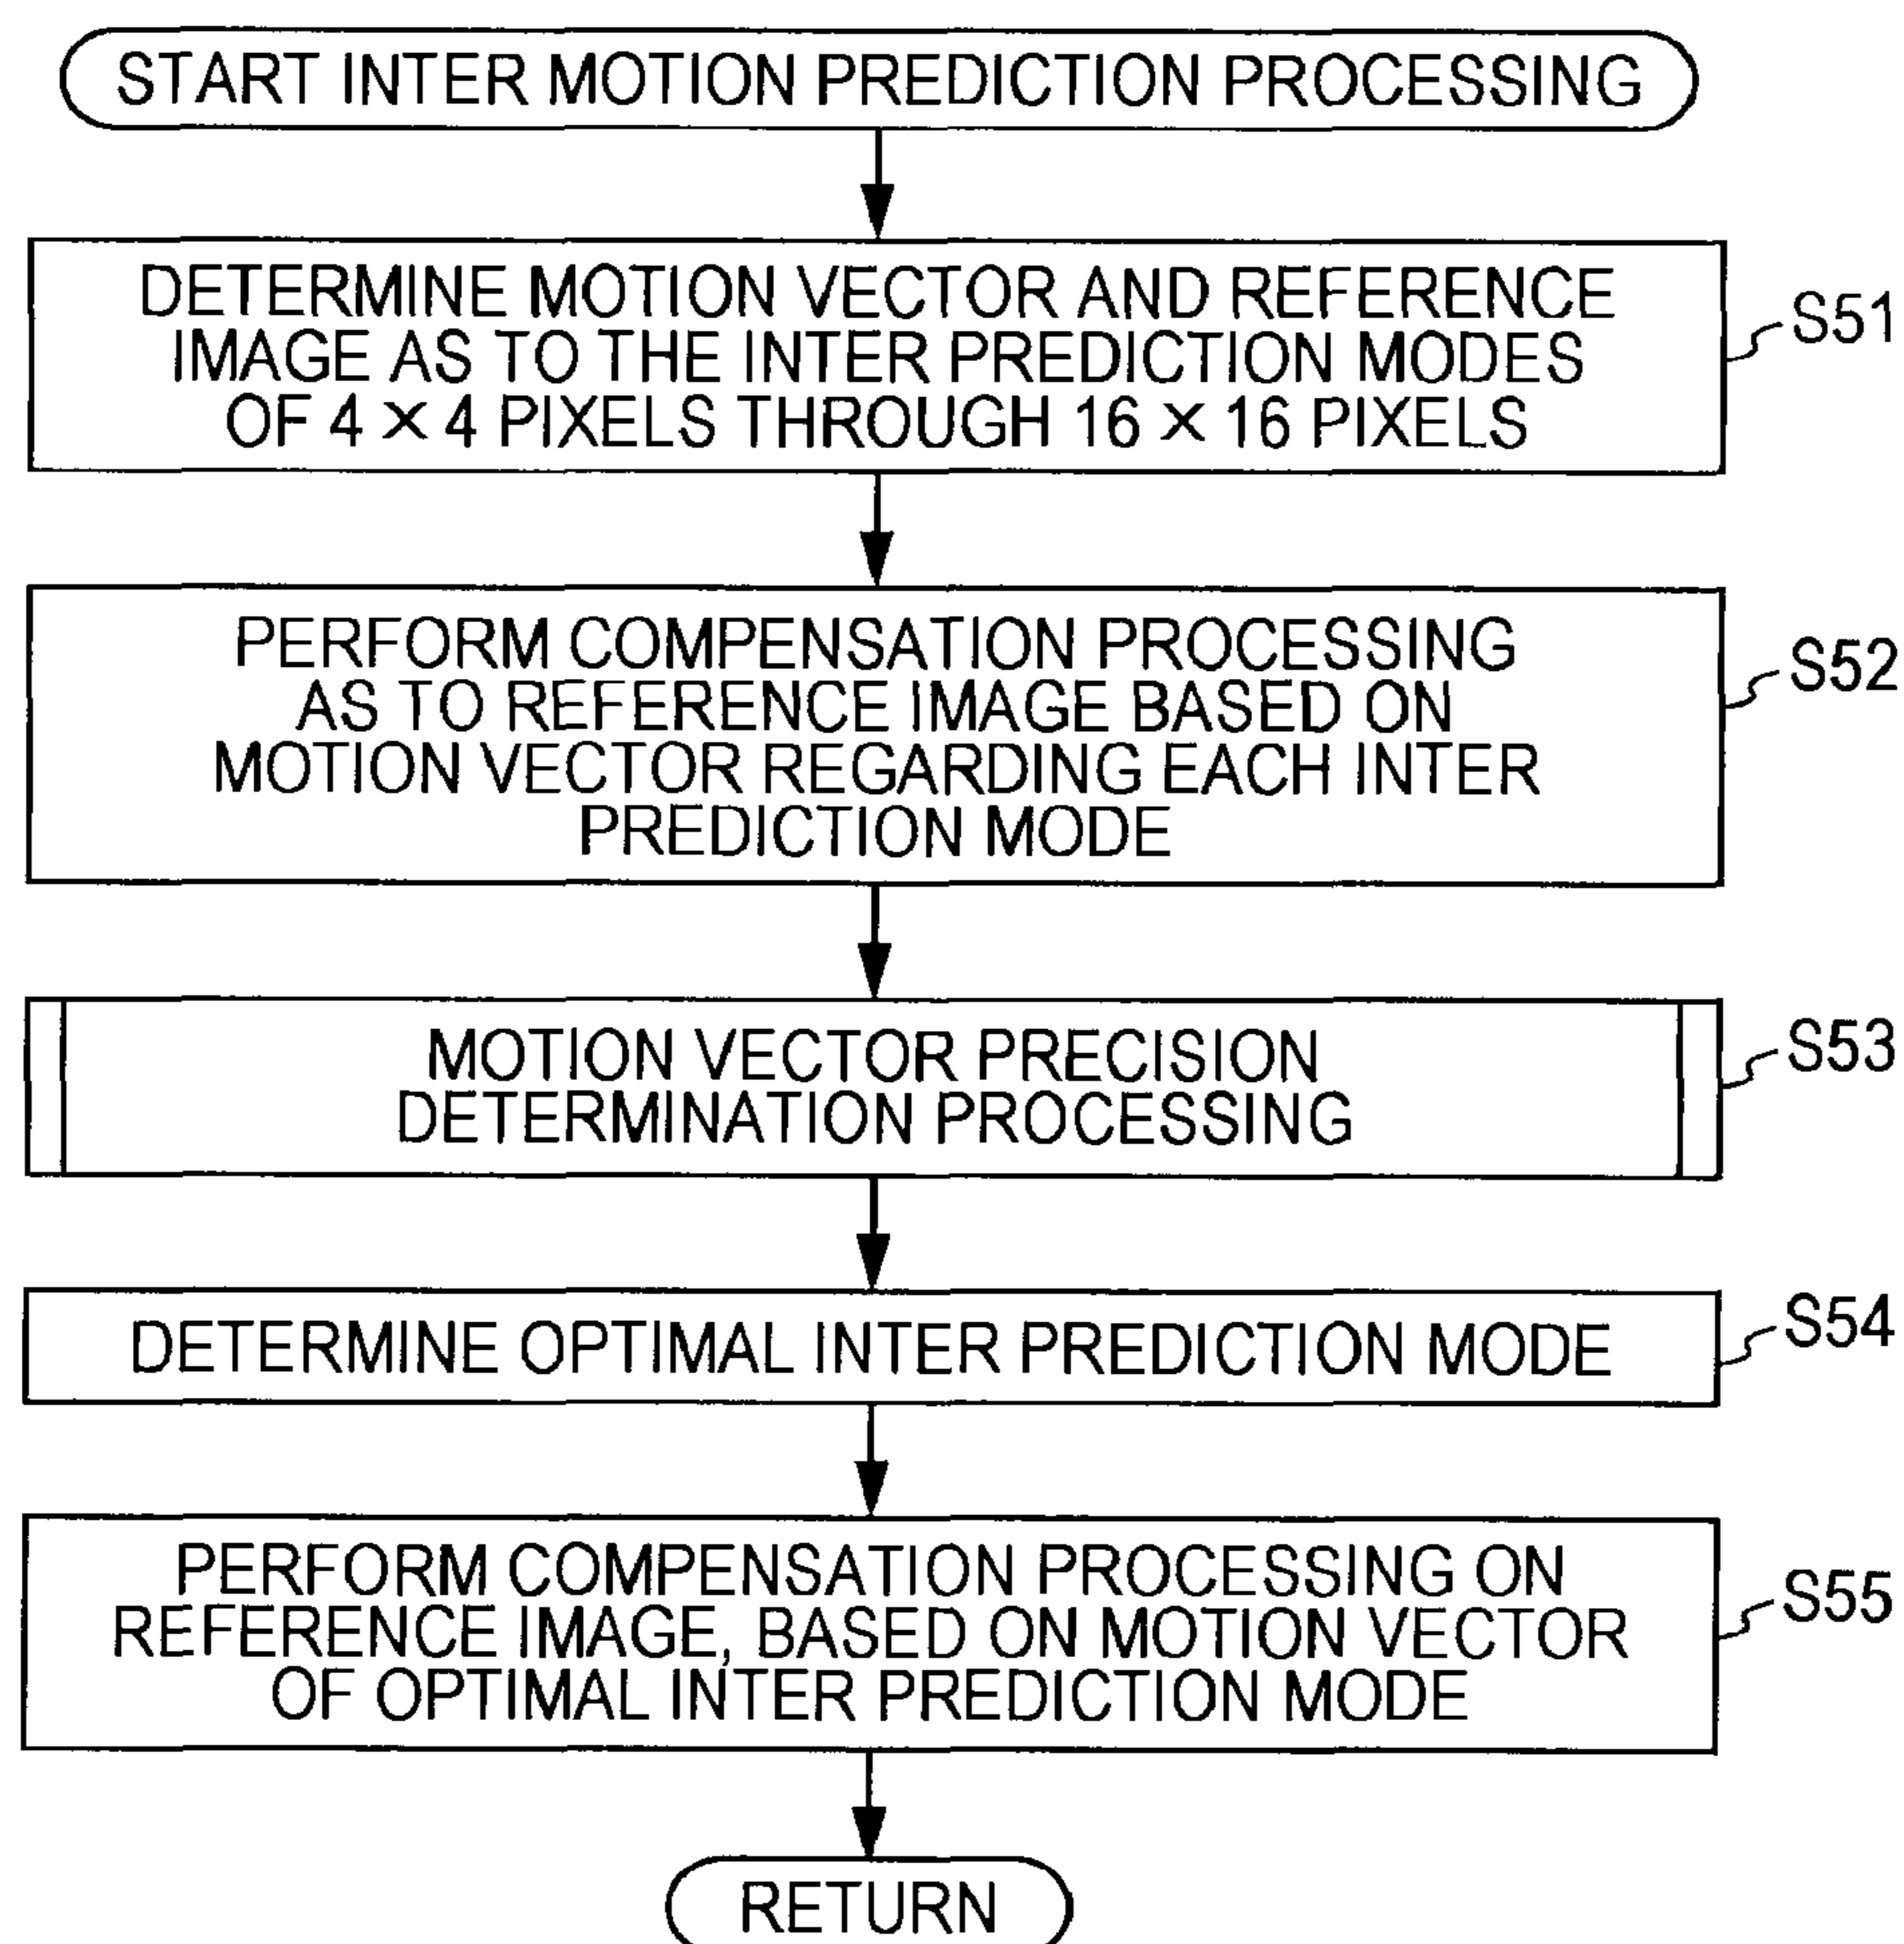 START INTER MOTION PREDICTION PROCESSING
DETERMINE MOTION VECTOR AND REFERENCE
IMAGE AS TO THE INTER PREDICTION MODES
OF 4 × 4 PIXELS THROUGH 16 × 16 PIXELS
S51
PERFORM COMPENSATION PROCESSING
AS TO REFERENCE IMAGE BASED ON
MOTION VECTOR REGARDING EACH INTER
PREDICTION MODE
S52
MOTION VECTOR PRECISION
DETERMINATION PROCESSING
S53
DETERMINE OPTIMAL INTER PREDICTION MODE
S54
PERFORM COMPENSATION PROCESSING ON
REFERENCE IMAGE, BASED ON MOTION VECTOR
OF OPTIMAL INTER PREDICTION MODE
S55
RETURN